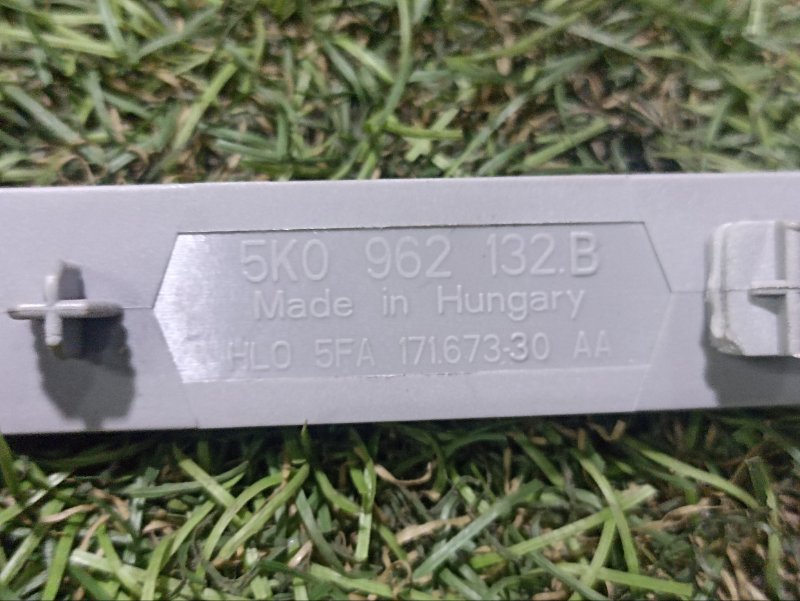 5K0 962 132.B
Made in Hungary
HLO 5FA 171.673-30 AA